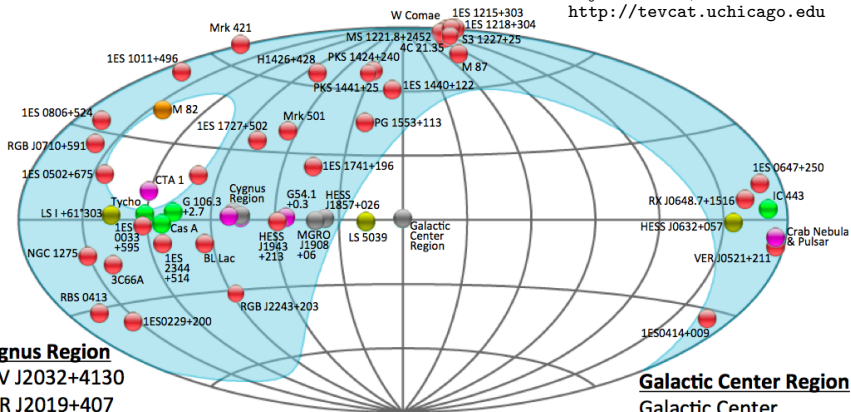 http://tevcat.uchicago.edu
W Comae
1ES 1215+303
1ES 1218+304
Mrk 421
MS 1221.8+2452
S3 1227+25
4C 21.35
M 87
1ES 1011+496
H1426+428
PKS 1424+240
PKS 1441+25
1ES 1440+122
1ES 0806+524
M 82
Mrk 501
PG 1553+113
1ES 1727+502
RGB J0710+591
1ES 0502+675
CTA 1
1ES 1741+196
1ES 0647+250
Tycho
G 106.3
+2.7
Cygnus
Region
G54.1
+0.3
HESS
J1857+026
RX J0648.7+1516
IC 443
LS I +61°303
Cas A
1ES
0033
+595
HESS
J1943
+213
MGRO
J1908
+06
LS 5039
Galactic
Center
Region
HESS J0632+057
Crab Nebula
& Pulsar
NGC 1275
3C66A
1ES
2344
+514
BL Lac
VER J0521+211
RBS 0413
1ES0229+200
RGB J2243+203
1ES0414+009
gnus Region
V J2032+4130
R J2019+407
Galactic Center Region
Galactic Center